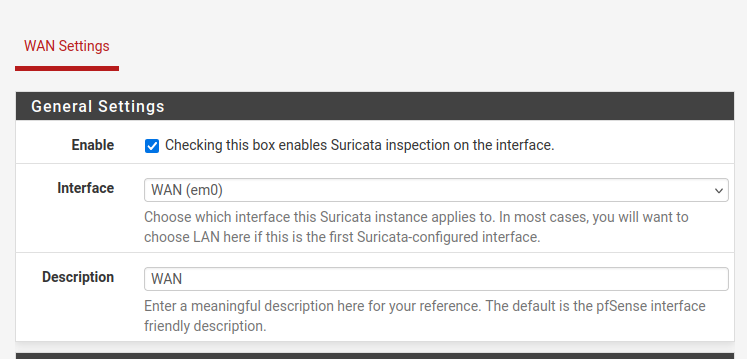 WAN Settings
General Settings
Enable
Checking this box enables Suricata inspection on the interface.
Interface
WAN (em0)
Choose which interface this Suricata instance applies to. In most cases, you will want to
choose LAN here if this is the first Suricata-configured interface.
Description
WAN
Enter a meaningful description here for your reference. The default is the pfSense interface
friendly description.